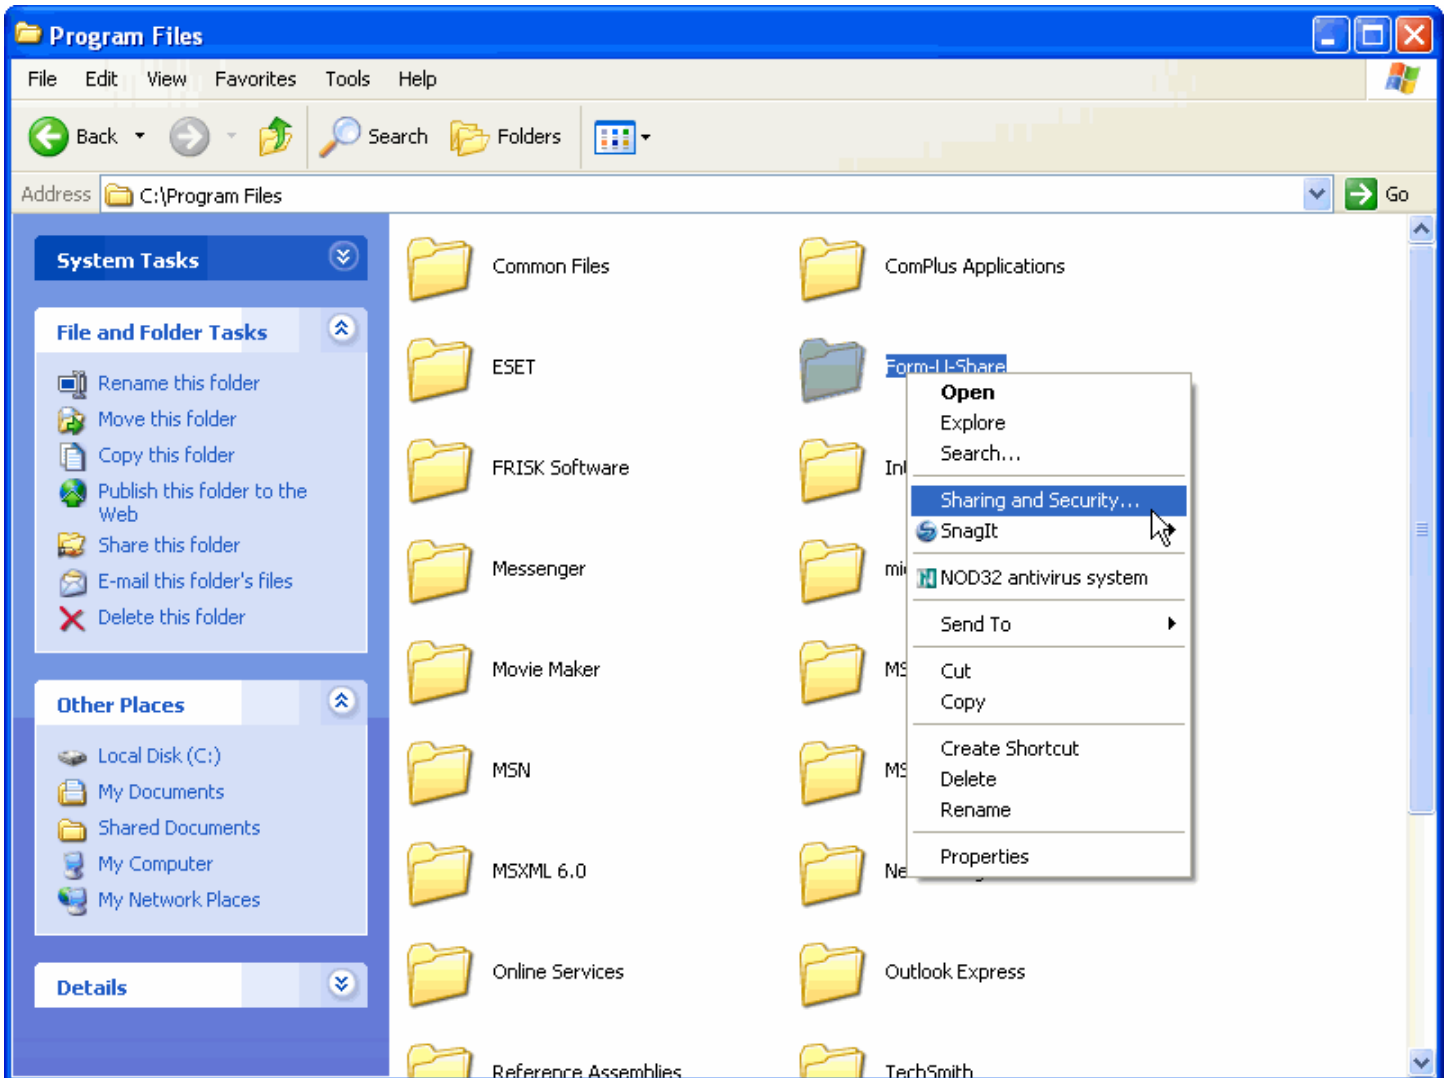 Program Files
File Edit View Favorites Tools Help
Back Search Folders
Address C:\Program Files Go
System Tasks
File and Folder Tasks
Rename this folder
Move this folder
Copy this folder
Publish this folder to the
Web
Share this folder
E-mail this folder's files
Delete this folder
Other Places
Local Disk (C:)
My Documents
Shared Documents
My Computer
My Network Places
Details
Common Files
ComPlus Applications
ESET
Form-U-Share
FRISK Software
Messenger
Movie Maker
MSN
MSXML 6.0
Online Services
Outlook Express
Reference Assemblies
TechSmith
Open
Explore
Search...
Sharing and Security...
SnagIt
NOD32 antivirus system
Send To
Cut
Copy
Create Shortcut
Delete
Rename
Properties